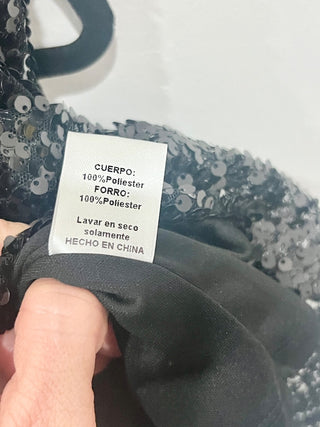 CUERPO:
100%Poliester
FORRO:
100%Poliester
Lavar en seco
solamente
HECHO EN CHINA